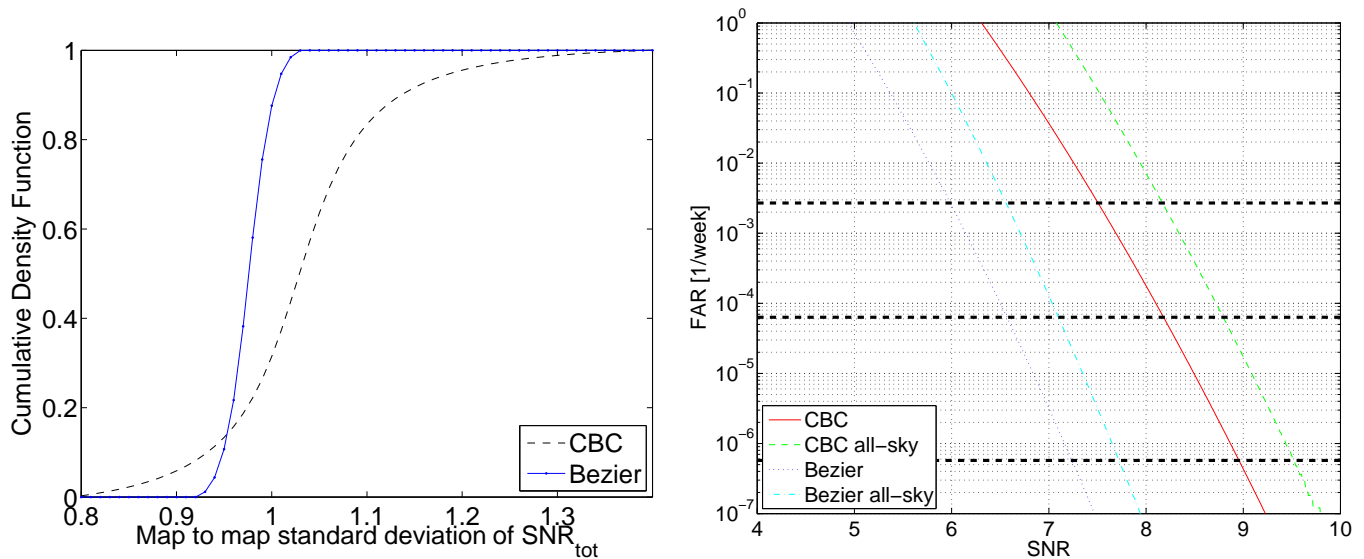 1
0.8
0.6
0.4
0.2
0
0.8
0.9
1
1.1
1.2
1.3
Cumulative Density Function
Map to map standard deviation of SNR_tot
CBC
Bezier
10^0
10^−1
10^−2
10^−3
10^−4
10^−5
10^−6
10^−7
4
5
6
7
8
9
10
FAR [1/week]
SNR
CBC
CBC all−sky
Bezier
Bezier all−sky